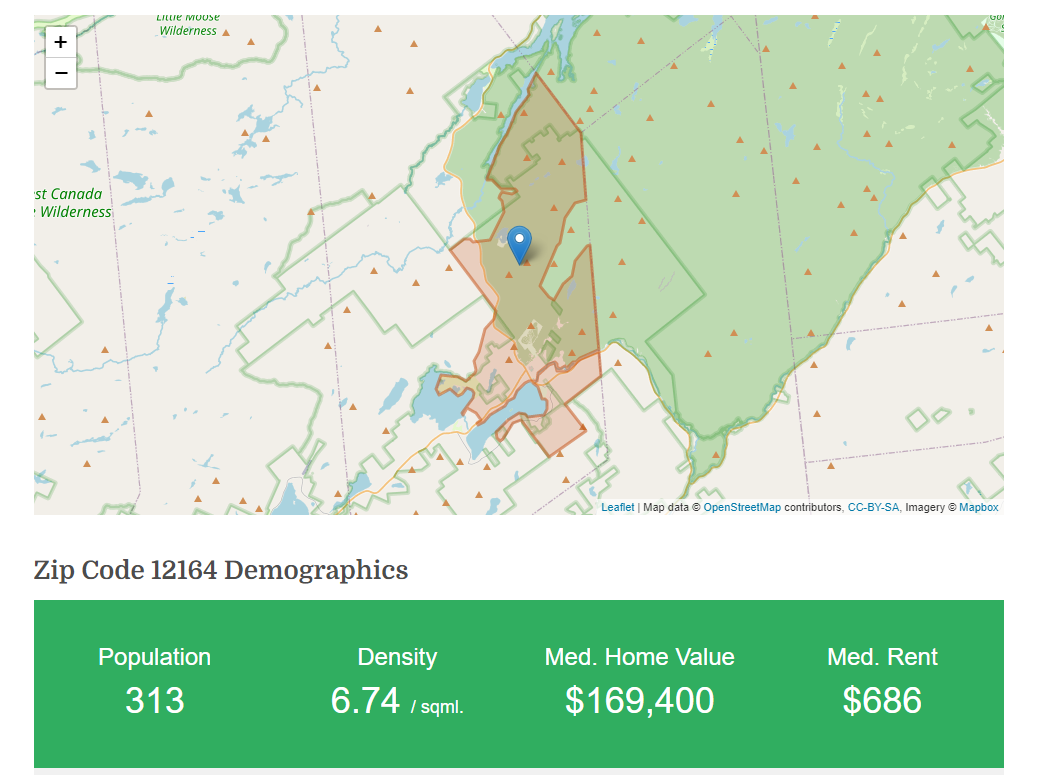 Little Moose
Wilderness
+
−
est Canada
Wilderness
Leaflet | Map data © OpenStreetMap contributors, CC-BY-SA, Imagery © Mapbox
Zip Code 12164 Demographics
Population Density Med. Home Value Med. Rent
313 6.74 / sqml. $169,400 $686